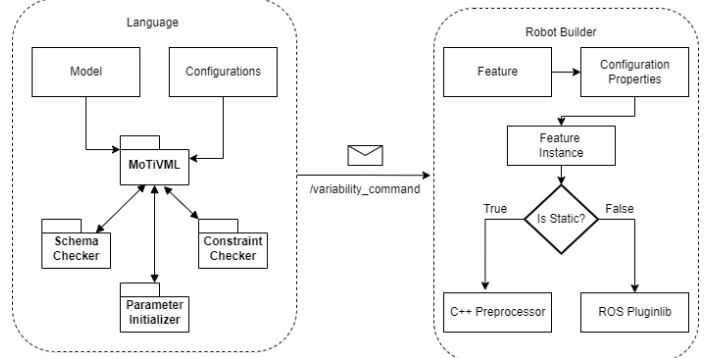 Language
Model
Configurations
MoTiVML
Schema
Checker
Constraint
Checker
Parameter
Initializer
/variability_command
Robot Builder
Feature
Configuration
Properties
Feature
Instance
Is Static?
True
False
C++ Preprocessor
ROS Pluginlib